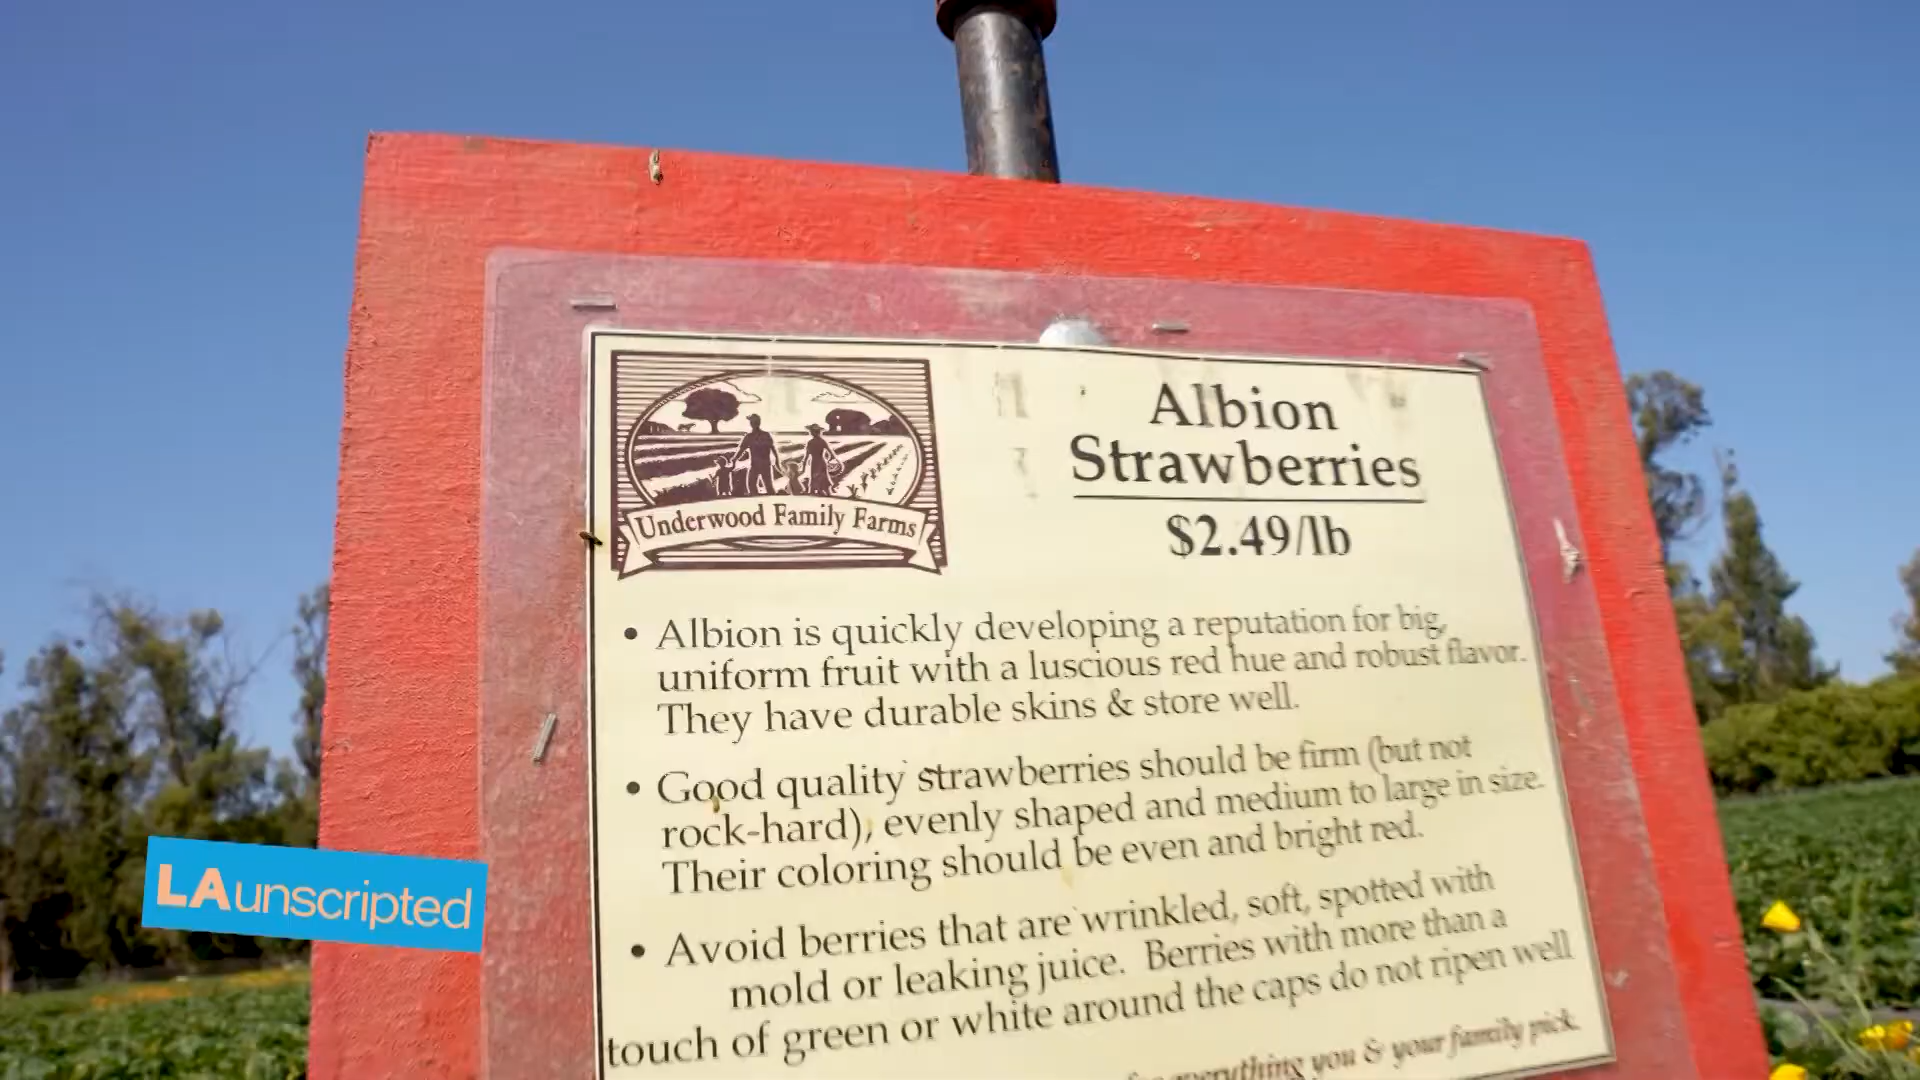 Underwood Family Farms
Albion
Strawberries
$2.49/lb
• Albion is quickly developing a reputation for big,
uniform fruit with a luscious red hue and robust flavor.
They have durable skins & store well.
• Good quality strawberries should be firm (but not
rock-hard), evenly shaped and medium to large in size.
Their coloring should be even and bright red.
• Avoid berries that are wrinkled, soft, spotted with
mold or leaking juice. Berries with more than a
touch of green or white around the caps do not ripen well
everything you & your family pick.
LAunscripted